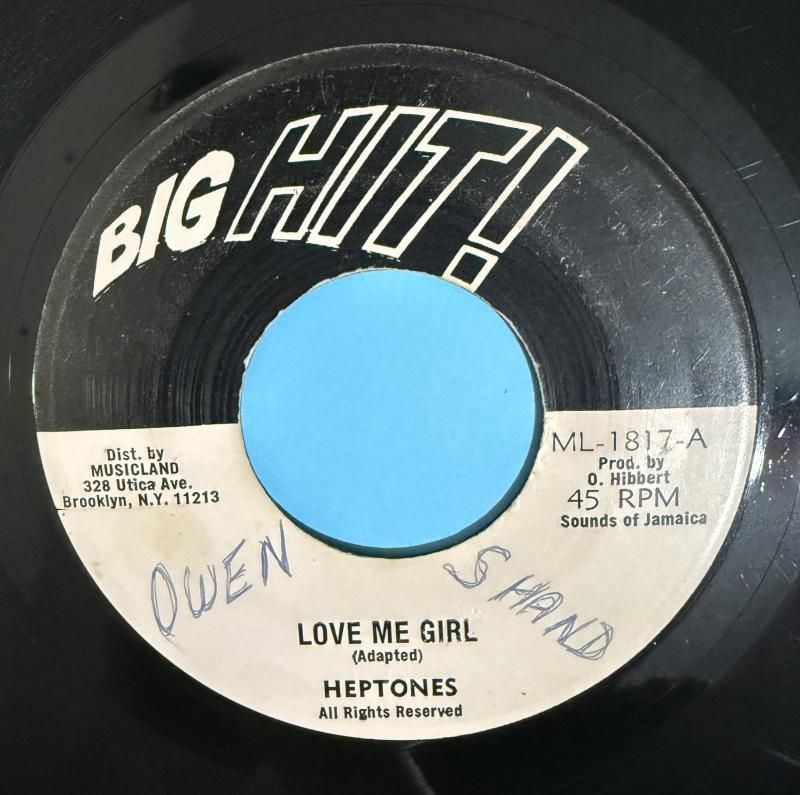 BIG HIT!
Dist. by
MUSICLAND
328 Utica Ave.
Brooklyn, N.Y. 11213
ML-1817-A
Prod. by
O. Hibbert
45 RPM
Sounds of Jamaica
OWEN SHAND
LOVE ME GIRL
(Adapted)
HEPTONES
All Rights Reserved